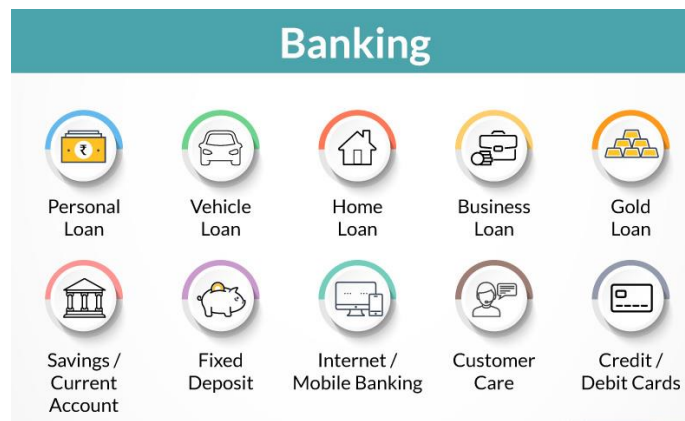 Banking
₹
Personal
Loan
Vehicle
Loan
Home
Loan
Business
Loan
Gold
Loan
Savings /
Current
Account
Fixed
Deposit
Internet /
Mobile Banking
Customer
Care
Credit /
Debit Cards